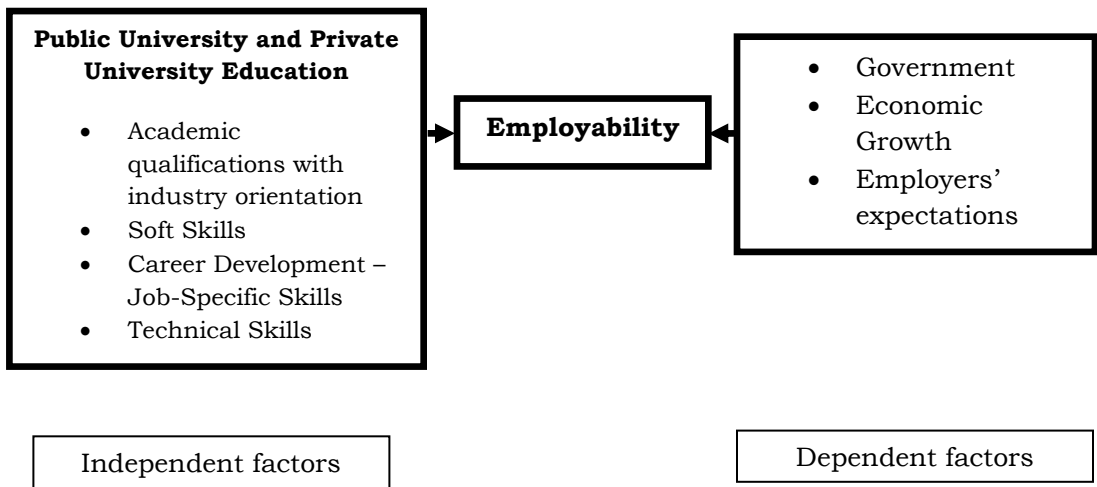 Public University and Private
University Education
• Academic
qualifications with
industry orientation
• Soft Skills
• Career Development –
Job-Specific Skills
• Technical Skills
Employability
• Government
• Economic
Growth
• Employers’
expectations
Independent factors
Dependent factors